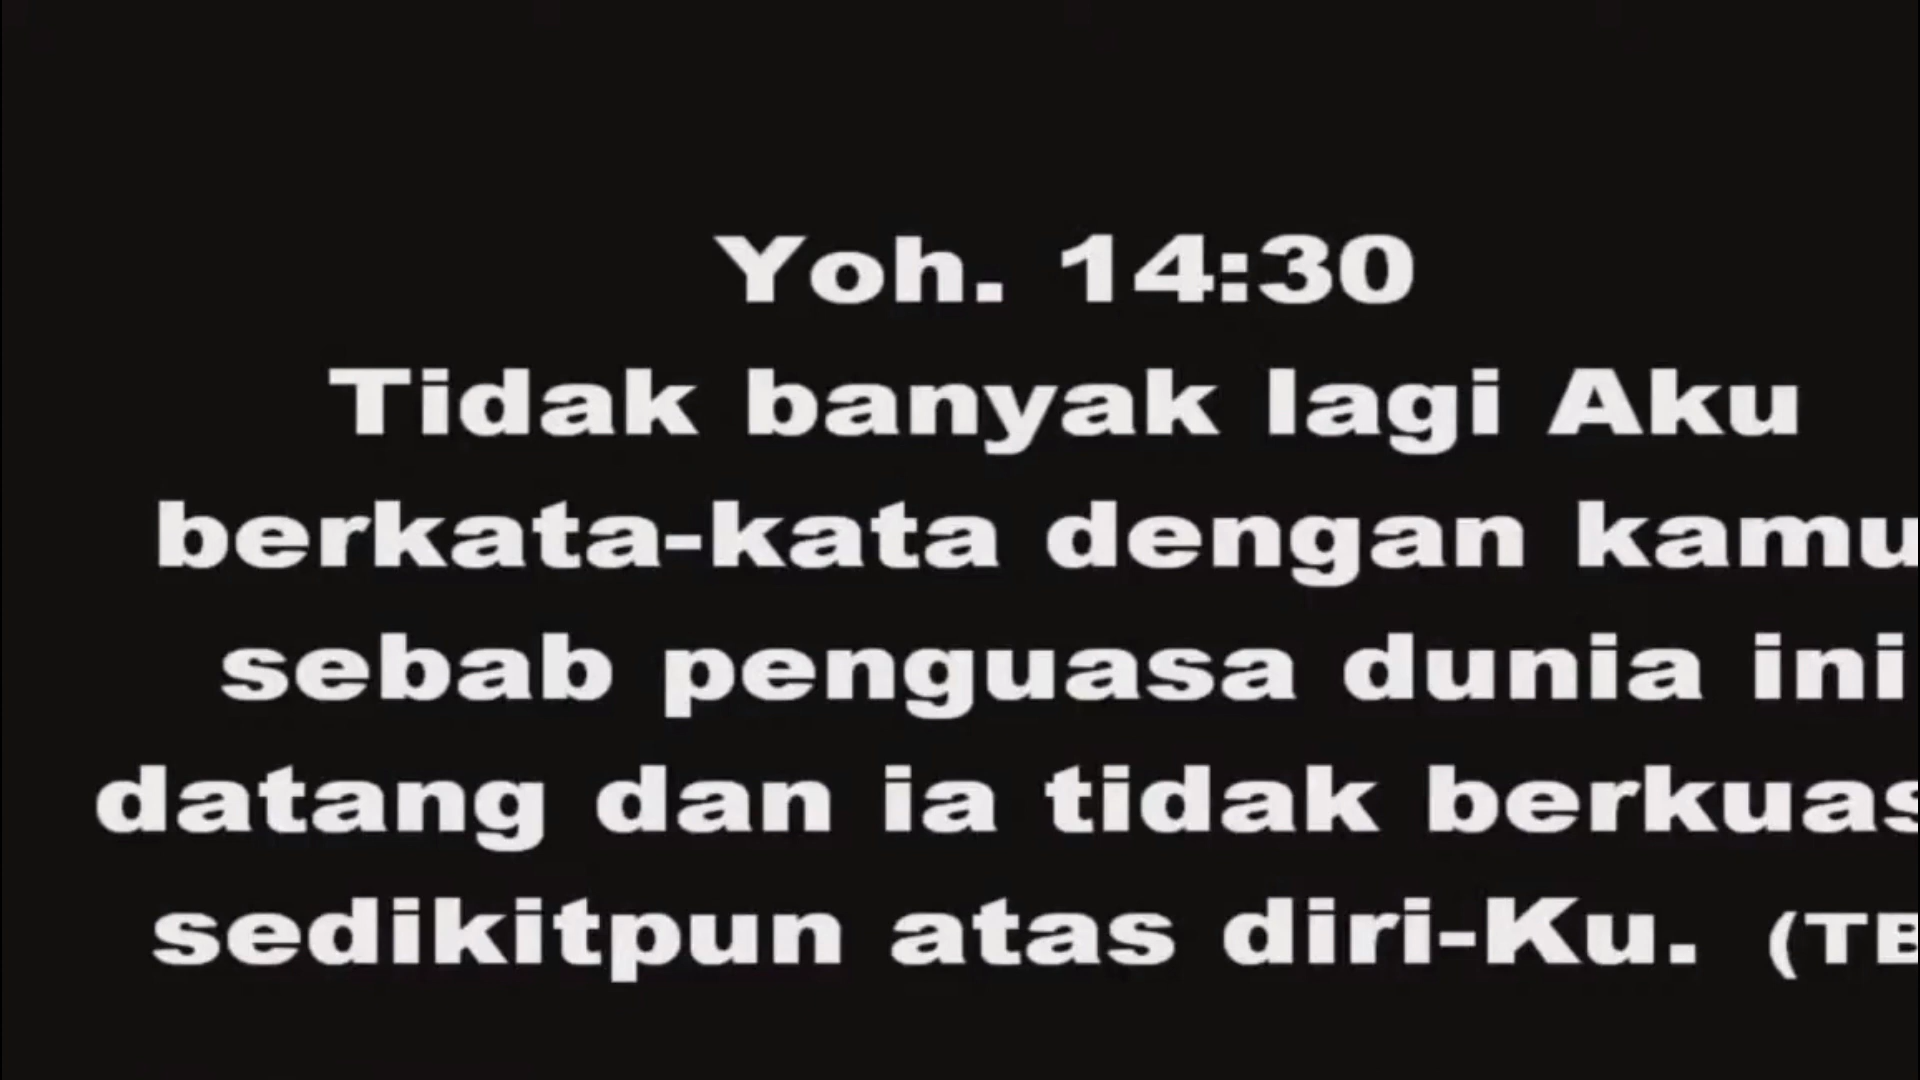 Yoh. 14:30
Tidak banyak lagi Aku
berkata-kata dengan kamu
sebab penguasa dunia ini
datang dan ia tidak berkuas
sedikitpun atas diri-Ku. (TB